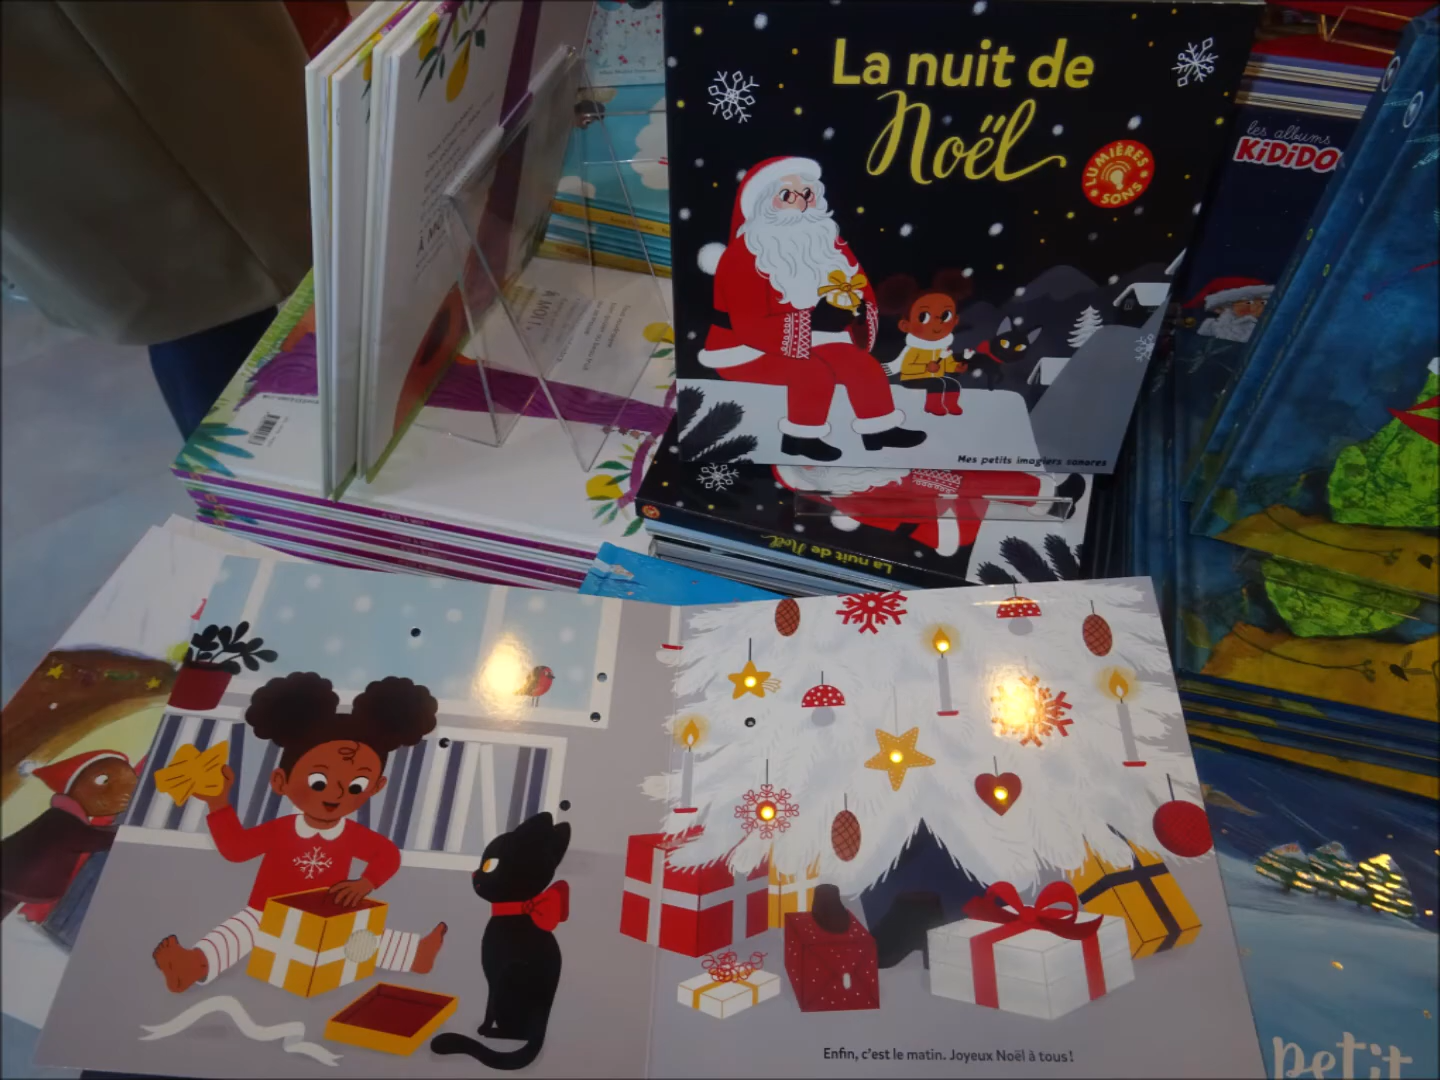 La nuit de
Noël
LUMIÈRES
SONS
Mes petits imagiers sonores
les albums
KiDiDO
La nuit de Noël
Enfin, c'est le matin. Joyeux Noël à tous !
petit